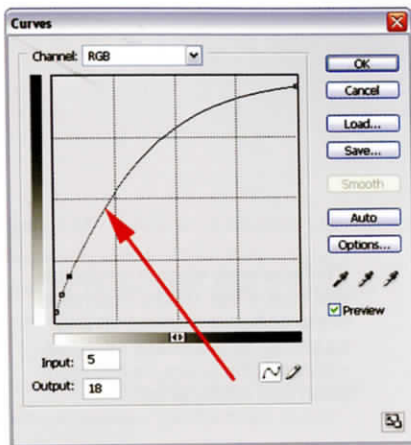 Curves
Channel: RGB
OK
Cancel
Load...
Save...
Smooth
Auto
Options...
Preview
Input: 5
Output: 18